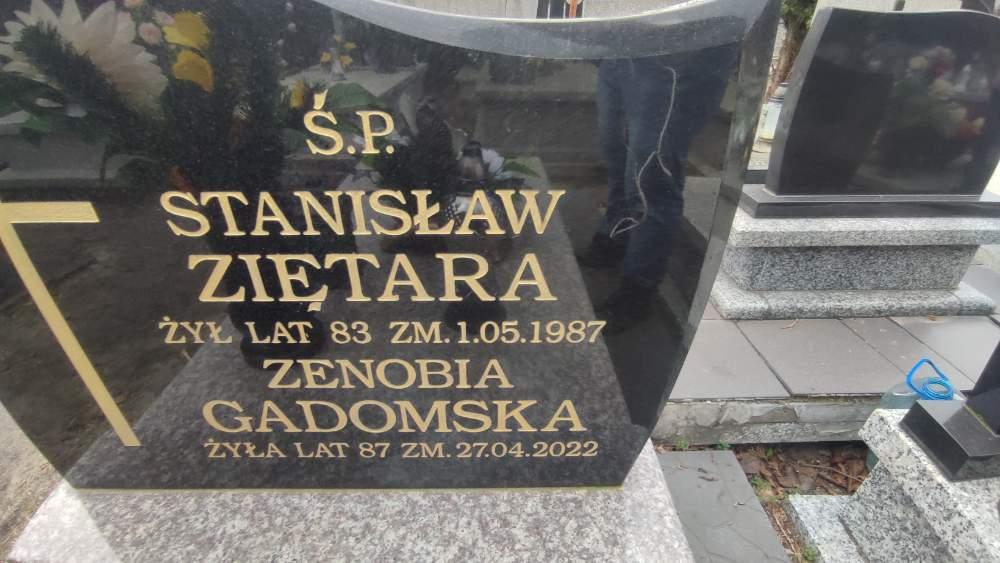 Ś.P.
STANISŁAW
ZIĘTARA
ŻYŁ LAT 83 ZM.1.05.1987
ZENOBIA
GADOMSKA
ŻYŁA LAT 87 ZM.27.04.2022